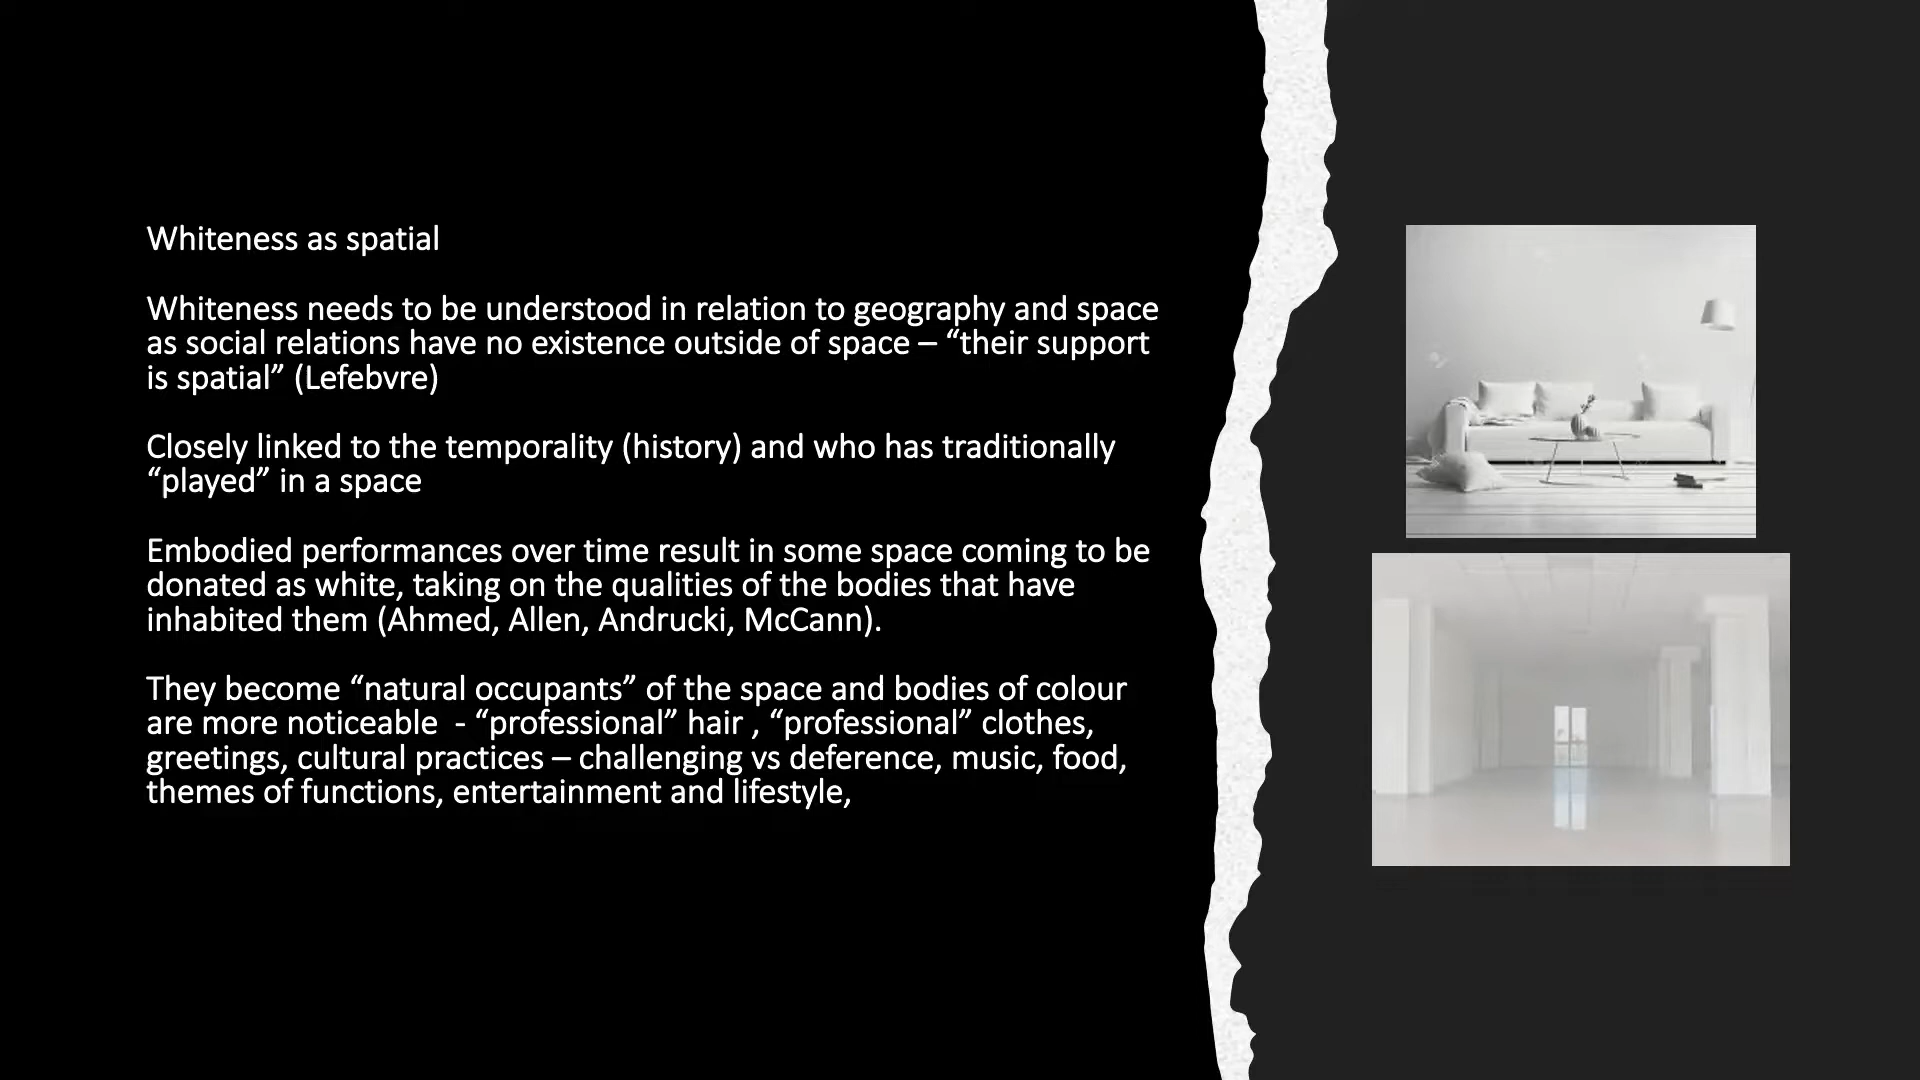 Whiteness as spatial
Whiteness needs to be understood in relation to geography and space
as social relations have no existence outside of space – “their support
is spatial” (Lefebvre)
Closely linked to the temporality (history) and who has traditionally
“played” in a space
Embodied performances over time result in some space coming to be
donated as white, taking on the qualities of the bodies that have
inhabited them (Ahmed, Allen, Andrucki, McCann).
They become “natural occupants” of the space and bodies of colour
are more noticeable  - “professional” hair , “professional” clothes,
greetings, cultural practices – challenging vs deference, music, food,
themes of functions, entertainment and lifestyle,